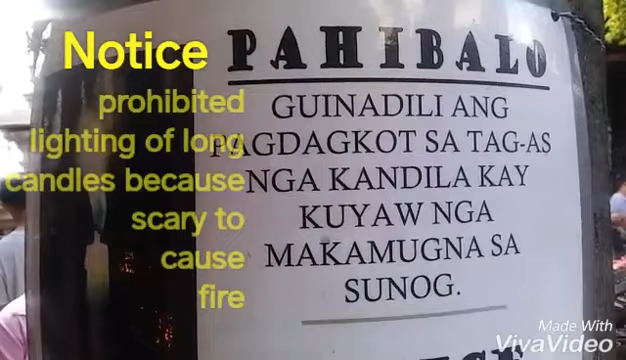 Notice
prohibited
lighting of long
candles because
scary to
cause
fire
PAHIBALO
GUINADILI ANG
PAGDAGKOT SA TAG-AS
NGA KANDILA KAY
KUYAW NGA
MAKAMUGNA SA
SUNOG.
Made With
VivaVideo